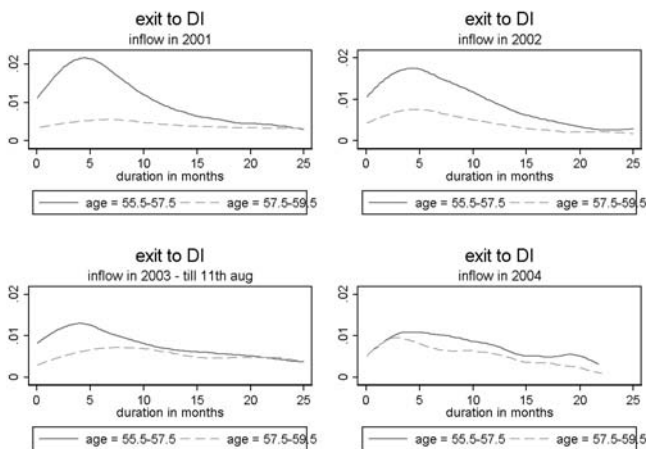 exit to DI
inflow in 2001
.02
.01
0
0 5 10 15 20 25
duration in months
age = 55.5-57.5 age = 57.5-59.5
exit to DI
inflow in 2002
.02
.01
0
0 5 10 15 20 25
duration in months
age = 55.5-57.5 age = 57.5-59.5
exit to DI
inflow in 2003 - till 11th aug
.02
.01
0
0 5 10 15 20 25
duration in months
age = 55.5-57.5 age = 57.5-59.5
exit to DI
inflow in 2004
.02
.01
0
0 5 10 15 20 25
duration in months
age = 55.5-57.5 age = 57.5-59.5